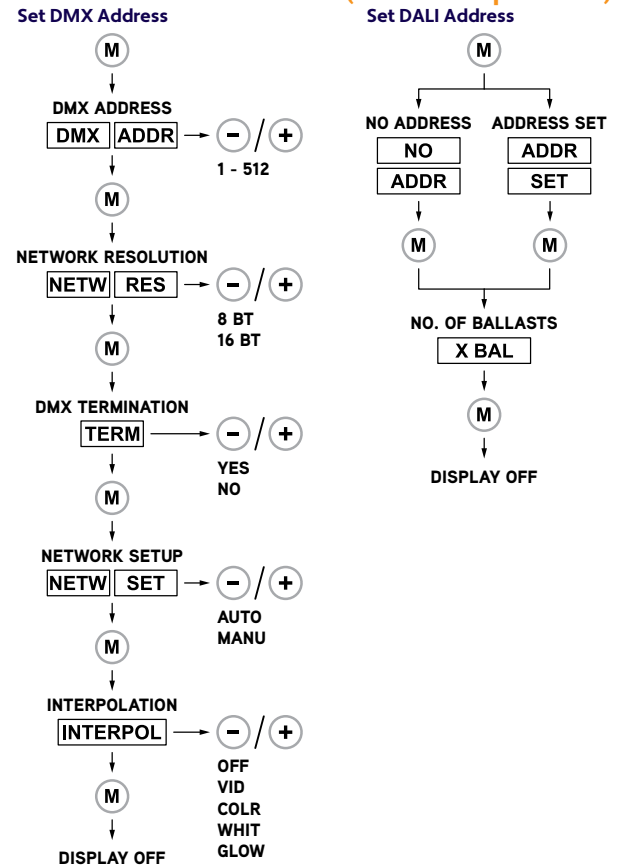 Set DMX Address
M
DMX ADDRESS
DMX ADDR - / +
1 - 512
M
NETWORK RESOLUTION
NETW RES - / +
8 BT
16 BT
M
DMX TERMINATION
TERM - / +
YES
NO
M
NETWORK SETUP
NETW SET - / +
AUTO
MANU
M
INTERPOLATION
INTERPOL - / +
OFF
VID
COLR
WHIT
GLOW
M
DISPLAY OFF
Set DALI Address
M
NO ADDRESS
NO
ADDR
M
ADDRESS SET
ADDR
SET
M
NO. OF BALLASTS
X BAL
M
DISPLAY OFF